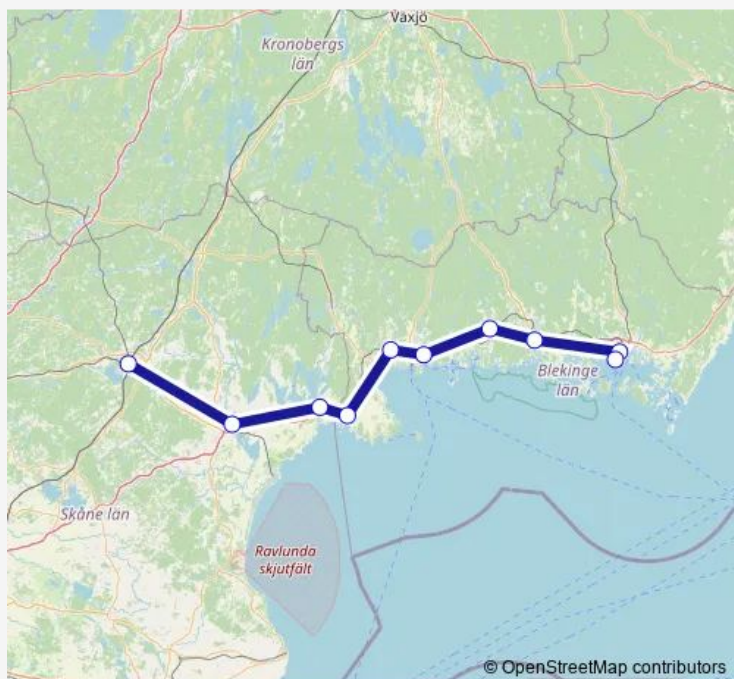 Växjö
Kronobergs
län
Blekinge
län
Skåne län
Ravlunda
skjutfält
© OpenStreetMap contributors